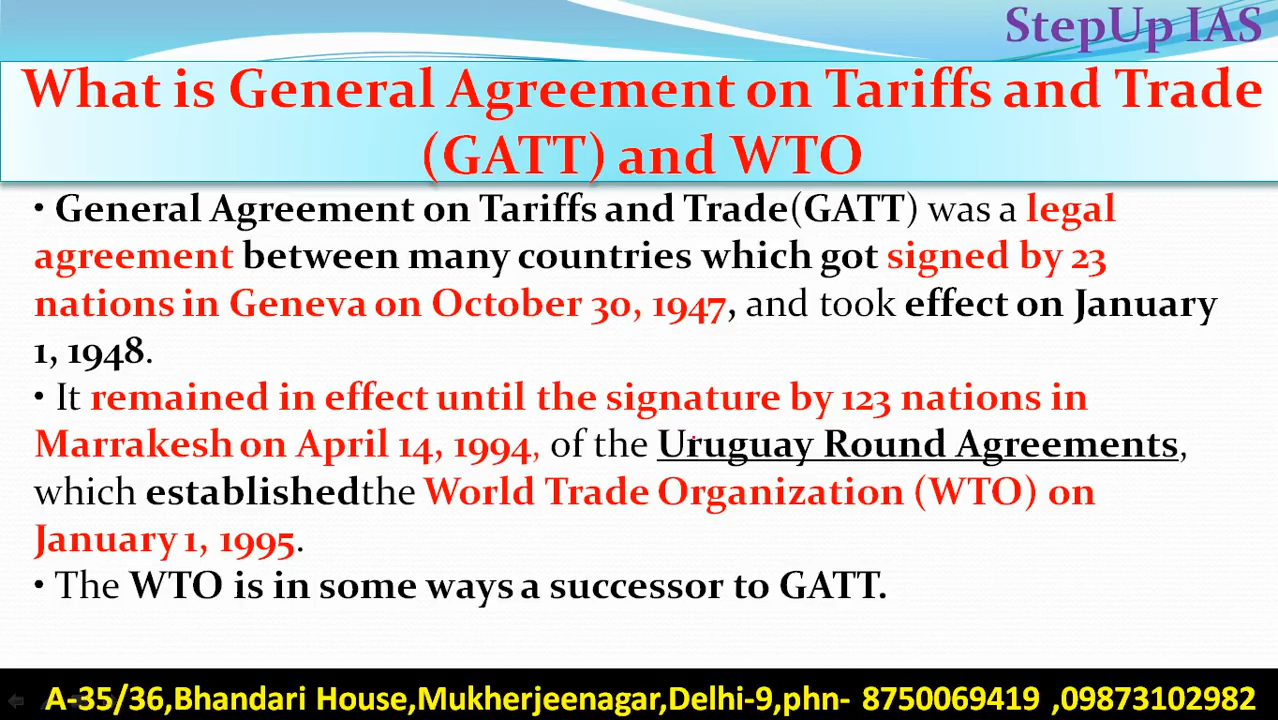 StepUp IAS
What is General Agreement on Tariffs and Trade
(GATT) and WTO
• General Agreement on Tariffs and Trade(GATT) was a legal
agreement between many countries which got signed by 23
nations in Geneva on October 30, 1947, and took effect on January
1, 1948.
• It remained in effect until the signature by 123 nations in
Marrakesh on April 14, 1994, of the Uruguay Round Agreements,
which establishedthe World Trade Organization (WTO) on
January 1, 1995.
• The WTO is in some ways a successor to GATT.
A-35/36,Bhandari House,Mukherjeenagar,Delhi-9,phn- 8750069419 ,09873102982